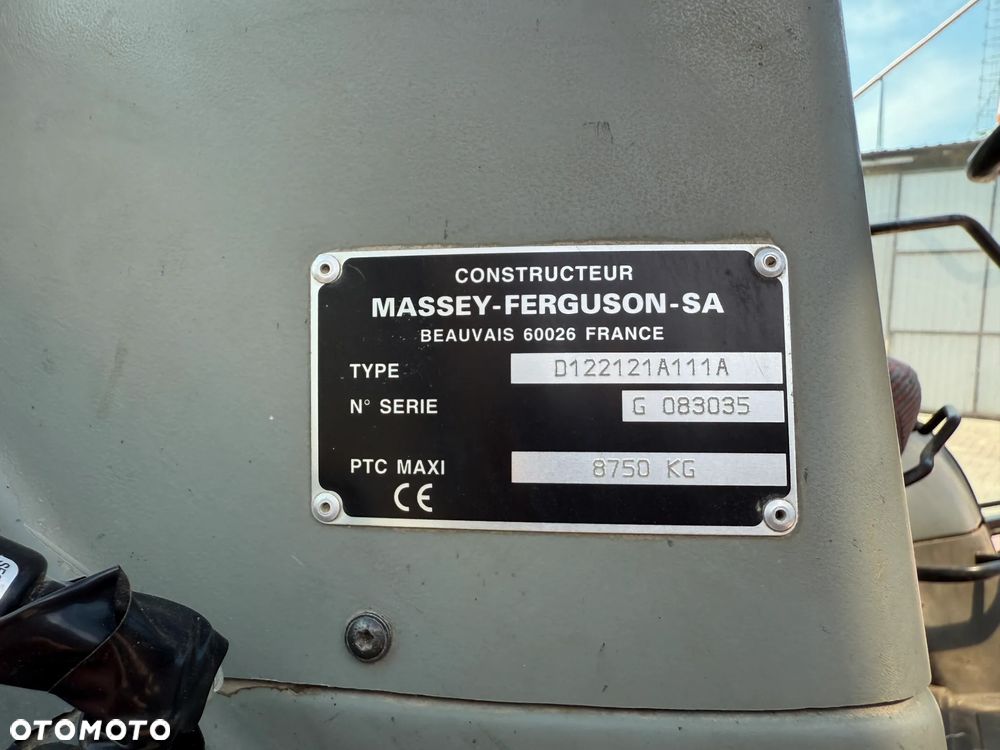 CONSTRUCTEUR
MASSEY-FERGUSON-SA
BEAUVAIS 60026 FRANCE
TYPE D122121A111A
N° SERIE G 083035
PTC MAXI 8750 KG
CE
OTOMOTO